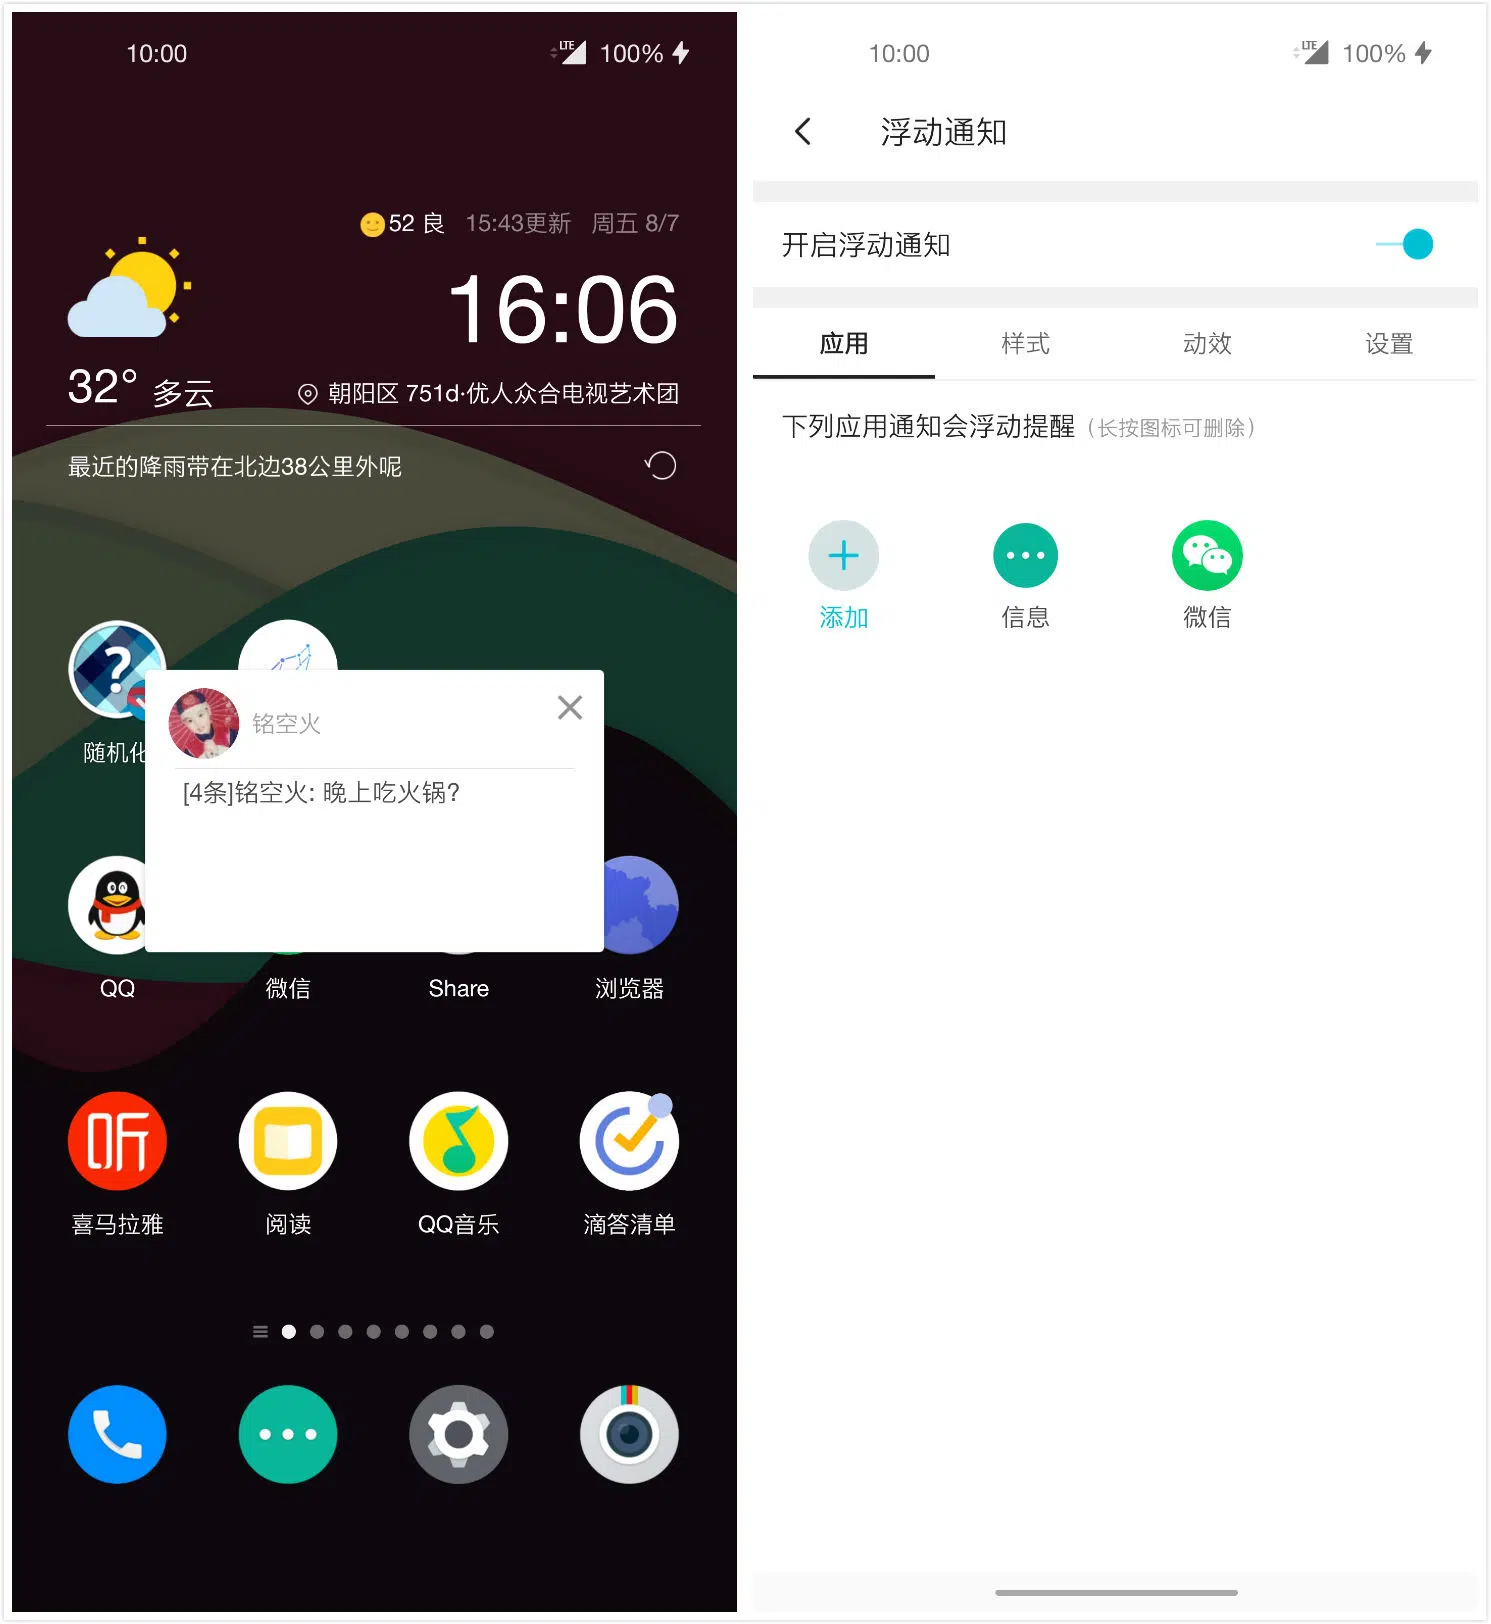 10:00
LTE 100%
52 良 15:43更新 周五 8/7
16:06
32° 多云
朝阳区 751d·优人众合电视艺术团
最近的降雨带在北边38公里外呢
随机化
铭空火
[4条]铭空火: 晚上吃火锅?
QQ
微信
Share
浏览器
听
喜马拉雅
阅读
QQ音乐
滴答清单
10:00
LTE 100%
浮动通知
开启浮动通知
应用
样式
动效
设置
下列应用通知会浮动提醒（长按图标可删除）
添加
信息
微信